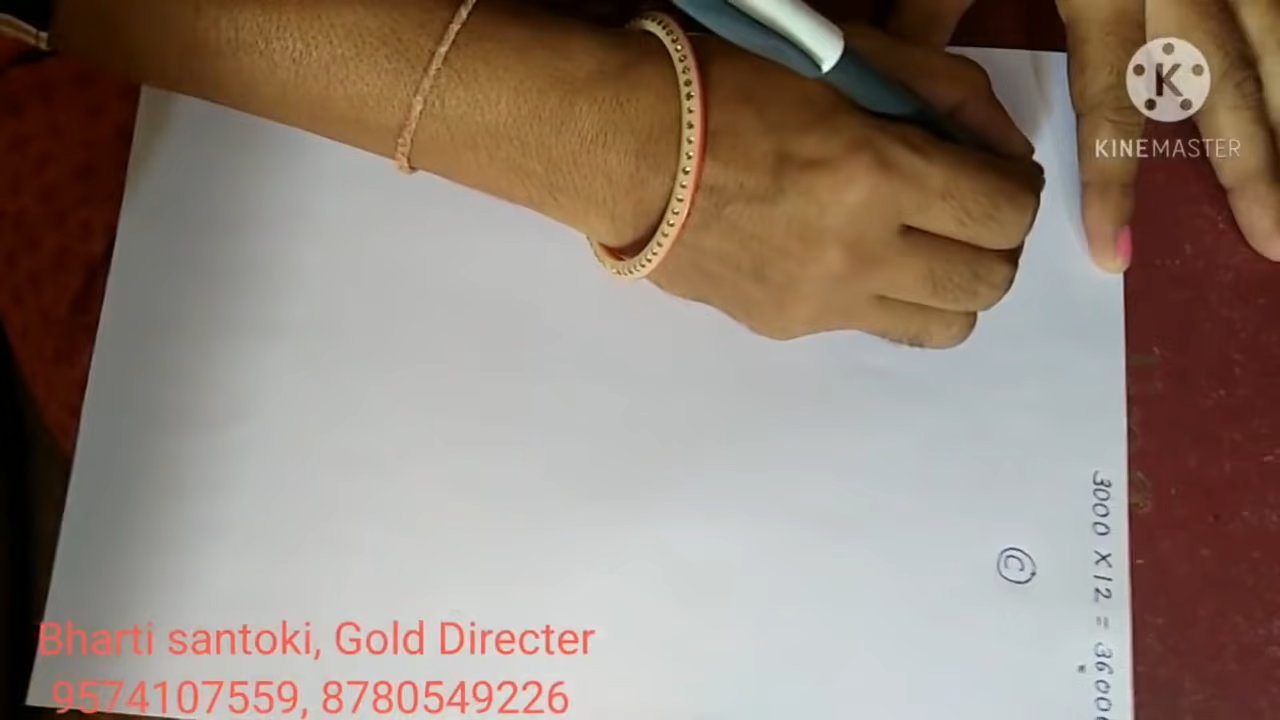 K
KINEMASTER
3000 X 12 = 3600
C
Bharti santoki, Gold Directer
9574107559, 8780549226